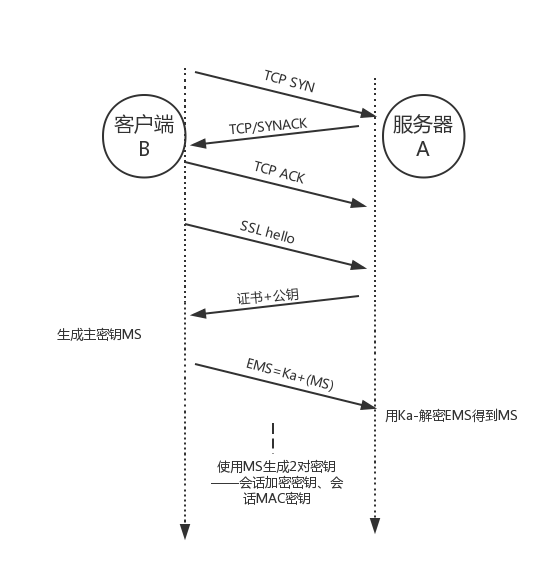 TCP SYN
客户端
B
服务器
A
TCP/SYNACK
TCP ACK
SSL hello
证书+公钥
生成主密钥MS
EMS=Ka+(MS)
用Ka-解密EMS得到MS
使用MS生成2对密钥
——会话加密密钥、会
话MAC密钥